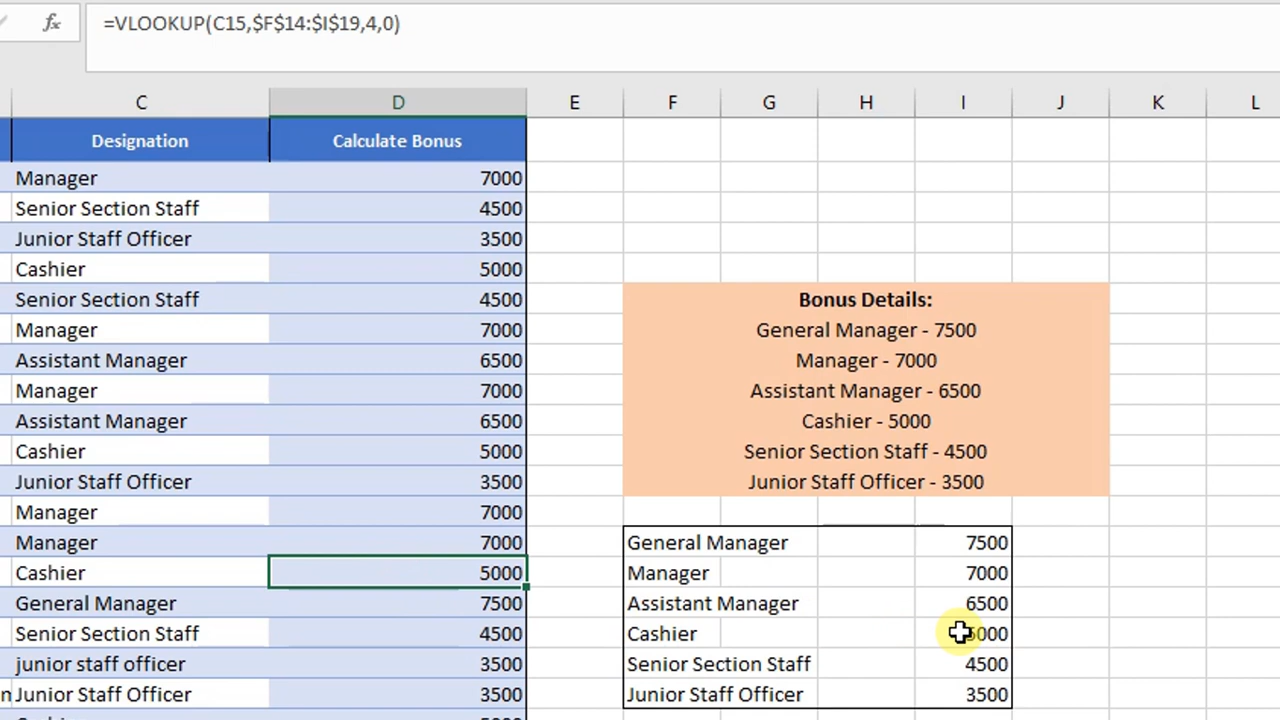 fx =VLOOKUP(C15,$F$14:$I$19,4,0)
C D E F G H I J K L
Designation Calculate Bonus
Manager 7000
Senior Section Staff 4500
Junior Staff Officer 3500
Cashier 5000
Senior Section Staff 4500 Bonus Details:
Manager 7000 General Manager - 7500
Assistant Manager 6500 Manager - 7000
Manager 7000 Assistant Manager - 6500
Assistant Manager 6500 Cashier - 5000
Cashier 5000 Senior Section Staff - 4500
Junior Staff Officer 3500 Junior Staff Officer - 3500
Manager 7000
Manager 7000 General Manager 7500
Cashier 5000 Manager 7000
General Manager 7500 Assistant Manager 6500
Senior Section Staff 4500 Cashier 5000
junior staff officer 3500 Senior Section Staff 4500
n Junior Staff Officer 3500 Junior Staff Officer 3500